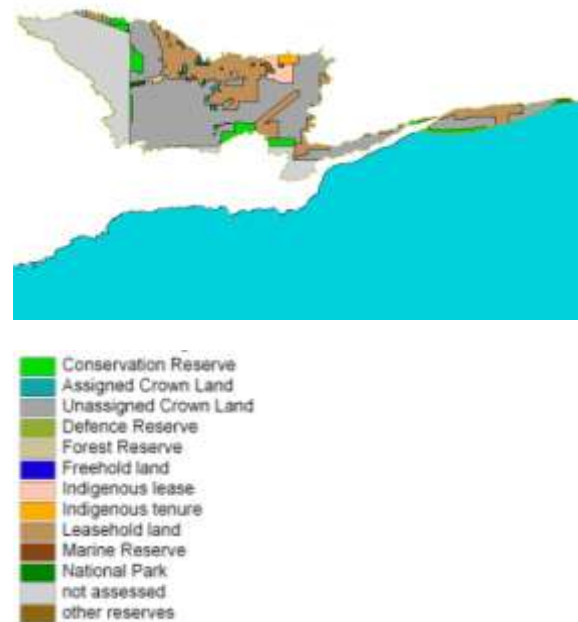 Conservation Reserve
Assigned Crown Land
Unassigned Crown Land
Defence Reserve
Forest Reserve
Freehold land
Indigenous lease
Indigenous tenure
Leasehold land
Marine Reserve
National Park
not assessed
other reserves